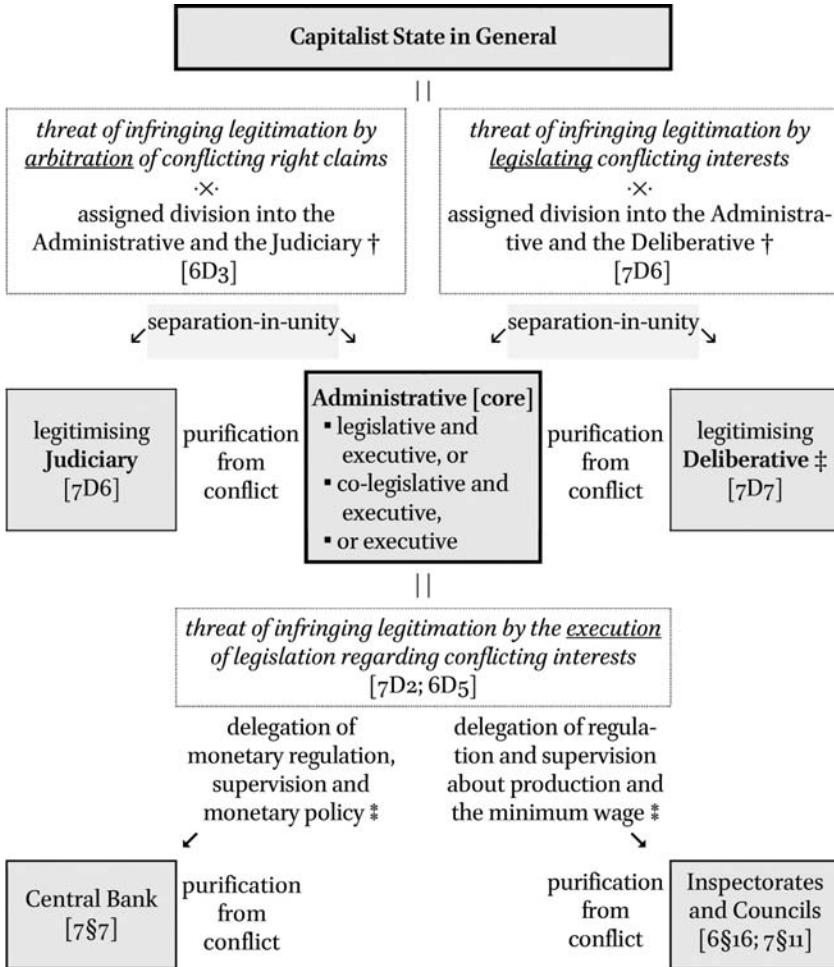 Capitalist State in General
||
threat of infringing legitimation by
arbitration of conflicting right claims
·×·
assigned division into the
Administrative and the Judiciary †
[6D3]
threat of infringing legitimation by
legislating conflicting interests
·×·
assigned division into the Administra-
tive and the Deliberative †
[7D6]
↙ separation-in-unity ↘
↙ separation-in-unity ↘
legitimising
Judiciary
[7D6]
purification
from
conflict
Administrative [core]
▪ legislative and
executive, or
▪ co-legislative and
executive,
▪ or executive
purification
from
conflict
legitimising
Deliberative ‡
[7D7]
||
threat of infringing legitimation by the execution
of legislation regarding conflicting interests
[7D2; 6D5]
delegation of
monetary regulation,
supervision and
monetary policy ⁑
↙
delegation of regula-
tion and supervision
about production and
the minimum wage ⁑
↘
Central Bank
[7§7]
purification
from
conflict
purification
from
conflict
Inspectorates
and Councils
[6§16; 7§11]